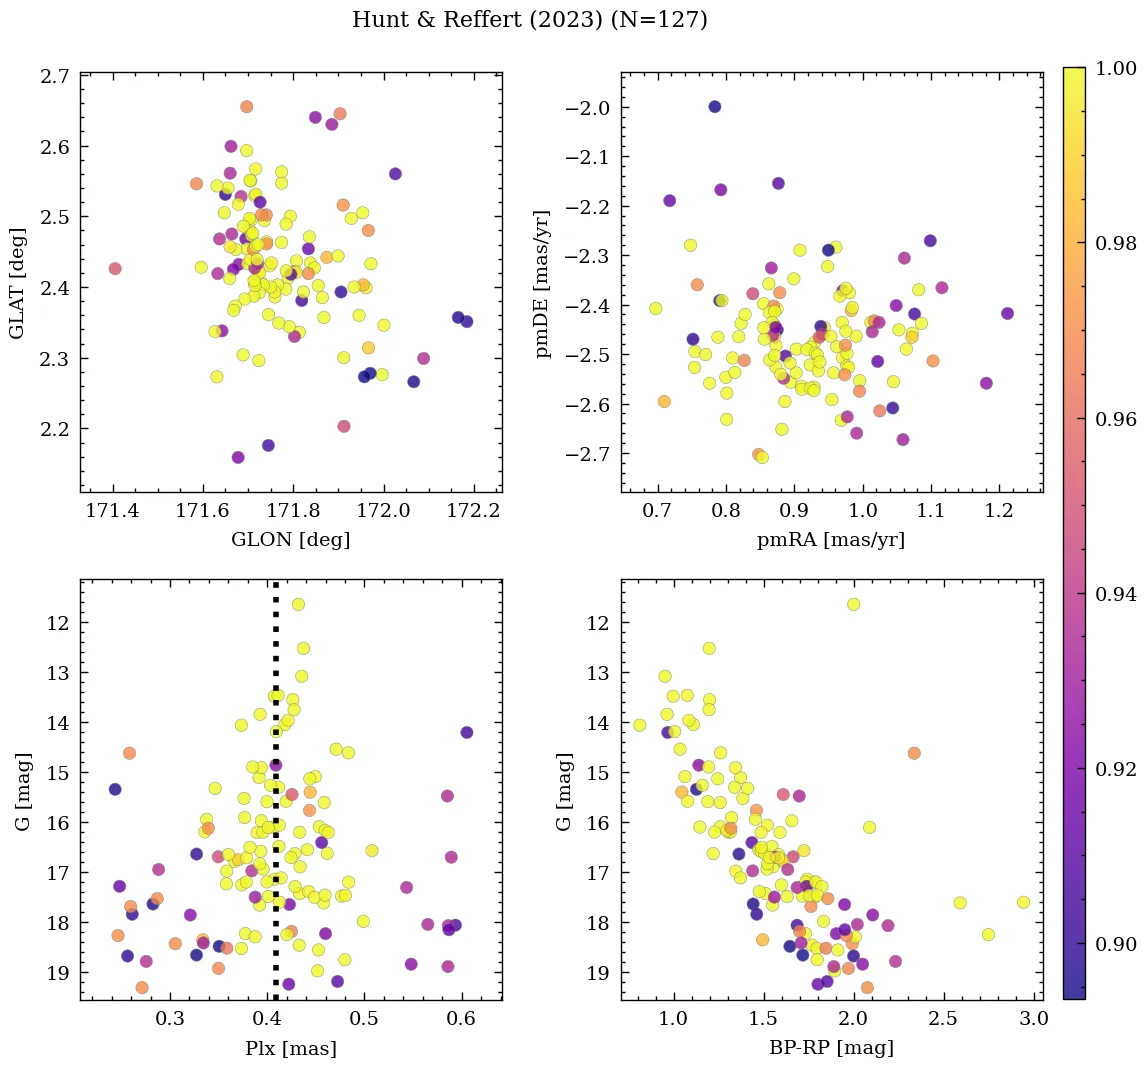 Hunt & Reffert (2023) (N=127)
2.7
2.6
2.5
2.4
2.3
2.2
GLAT [deg]
171.4 171.6 171.8 172.0 172.2
GLON [deg]
−2.0
−2.1
−2.2
−2.3
−2.4
−2.5
−2.6
−2.7
pmDE [mas/yr]
0.7 0.8 0.9 1.0 1.1 1.2
pmRA [mas/yr]
12
13
14
15
16
17
18
19
G [mag]
0.3 0.4 0.5 0.6
Plx [mas]
12
13
14
15
16
17
18
19
G [mag]
1.0 1.5 2.0 2.5 3.0
BP-RP [mag]
1.00
0.98
0.96
0.94
0.92
0.90